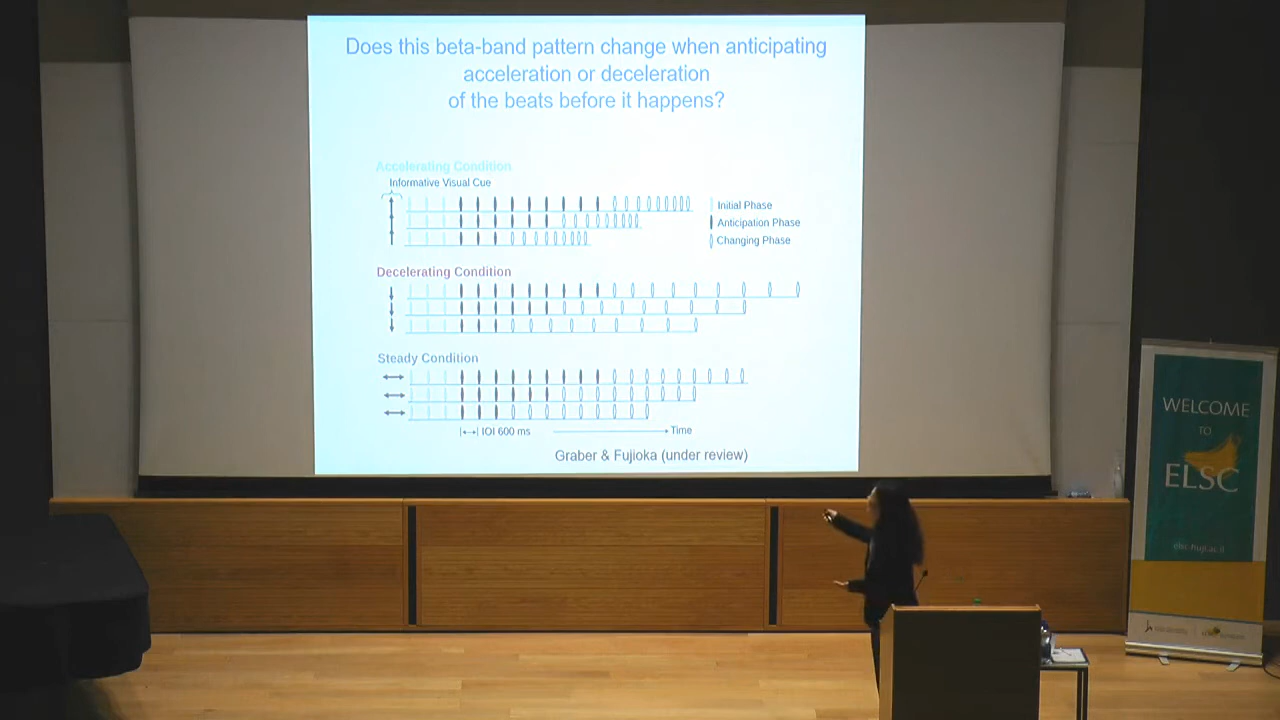 Does this beta-band pattern change when anticipating
acceleration or deceleration
of the beats before it happens?
Accelerating Condition
Informative Visual Cue
Initial Phase
Anticipation Phase
Changing Phase
Decelerating Condition
Steady Condition
IOI 600 ms
Time
Graber & Fujioka (under review)
WELCOME
TO
ELSC
elsc.huji.ac.il